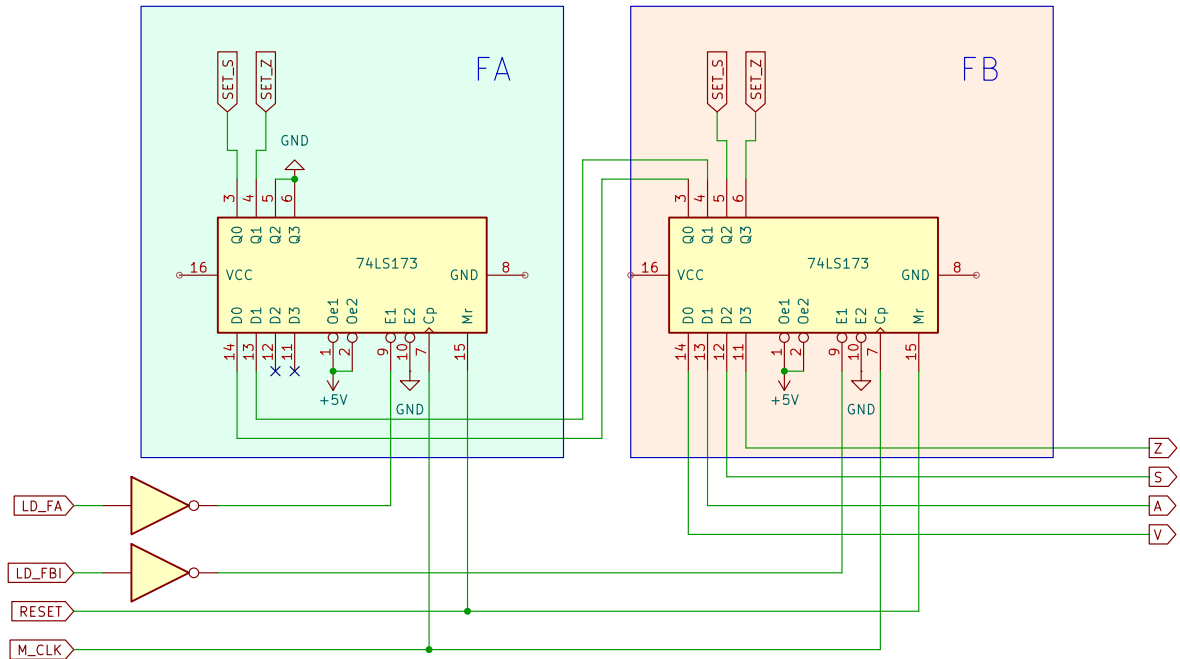 FA
FB
SET_S
SET_Z
SET_S
SET_Z
GND
3
4
5
6
3
4
5
6
Q0
Q1
Q2
Q3
Q0
Q1
Q2
Q3
16
VCC
74LS173
GND
8
16
VCC
74LS173
GND
8
D0
D1
D2
D3
Oe1
Oe2
E1
E2
Cp
Mr
D0
D1
D2
D3
Oe1
Oe2
E1
E2
Cp
Mr
14
13
12
11
1
2
9
10
7
15
14
13
12
11
1
2
9
10
7
15
+5V
GND
+5V
GND
Z
S
LD_FA
A
V
LD_FBI
RESET
M_CLK